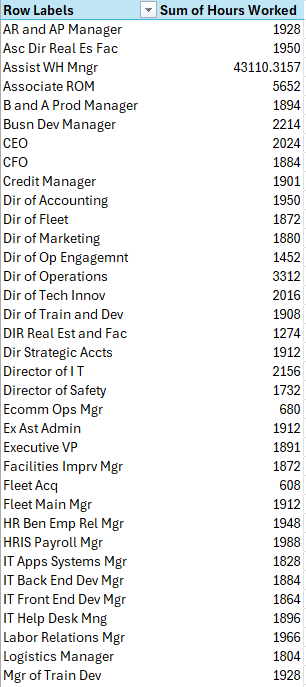 Row Labels Sum of Hours Worked
AR and AP Manager 1928
Asc Dir Real Es Fac 1950
Assist WH Mngr 43110.3157
Associate ROM 5652
B and A Prod Manager 1894
Busn Dev Manager 2214
CEO 2024
CFO 1884
Credit Manager 1901
Dir of Accounting 1950
Dir of Fleet 1872
Dir of Marketing 1880
Dir of Op Engagemnt 1452
Dir of Operations 3312
Dir of Tech Innov 2016
Dir of Train and Dev 1908
DIR Real Est and Fac 1274
Dir Strategic Accts 1912
Director of I T 2156
Director of Safety 1732
Ecomm Ops Mgr 680
Ex Ast Admin 1912
Executive VP 1891
Facilities Imprv Mgr 1872
Fleet Acq 608
Fleet Main Mgr 1912
HR Ben Emp Rel Mgr 1948
HRIS Payroll Mgr 1988
IT Apps Systems Mgr 1828
IT Back End Dev Mgr 1884
IT Front End Dev Mgr 1864
IT Help Desk Mng 1896
Labor Relations Mgr 1966
Logistics Manager 1804
Mgr of Train Dev 1928